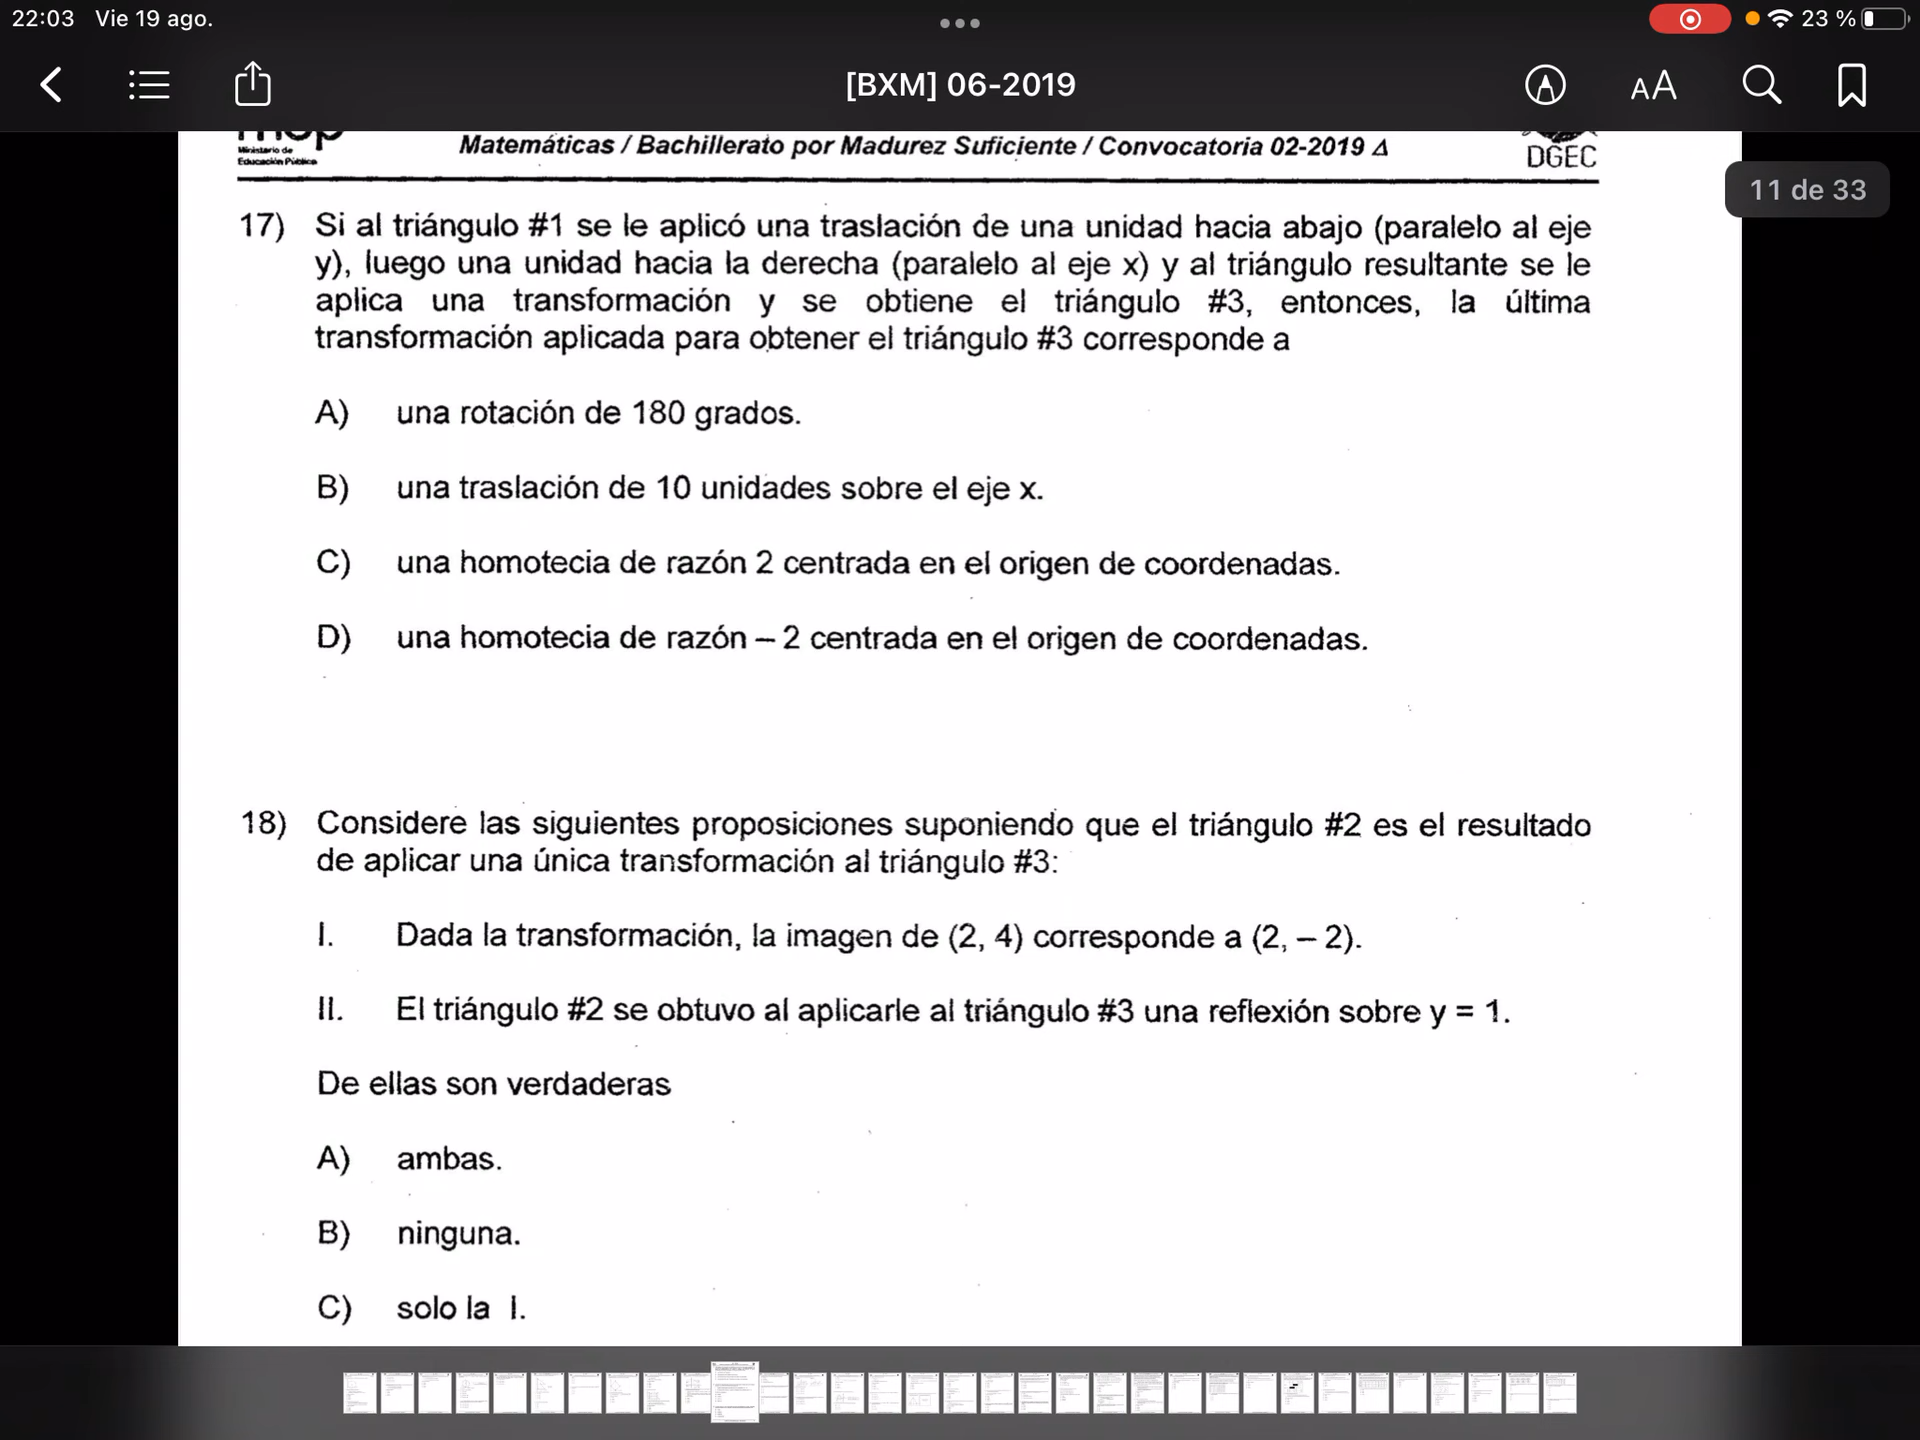 22:03 Vie 19 ago.
23 %
[BXM] 06-2019
AA
mep
Ministerio de
Educación Pública
Matemáticas / Bachillerato por Madurez Suficiente / Convocatoria 02-2019 Δ
DGEC
11 de 33
17) Si al triángulo #1 se le aplicó una traslación de una unidad hacia abajo (paralelo al eje
y), luego una unidad hacia la derecha (paralelo al eje x) y al triángulo resultante se le
aplica una transformación y se obtiene el triángulo #3, entonces, la última
transformación aplicada para obtener el triángulo #3 corresponde a
A) una rotación de 180 grados.
B) una traslación de 10 unidades sobre el eje x.
C) una homotecia de razón 2 centrada en el origen de coordenadas.
D) una homotecia de razón – 2 centrada en el origen de coordenadas.
18) Considere las siguientes proposiciones suponiendo que el triángulo #2 es el resultado
de aplicar una única transformación al triángulo #3:
I. Dada la transformación, la imagen de (2, 4) corresponde a (2, – 2).
II. El triángulo #2 se obtuvo al aplicarle al triángulo #3 una reflexión sobre y = 1.
De ellas son verdaderas
A) ambas.
B) ninguna.
C) solo la I.